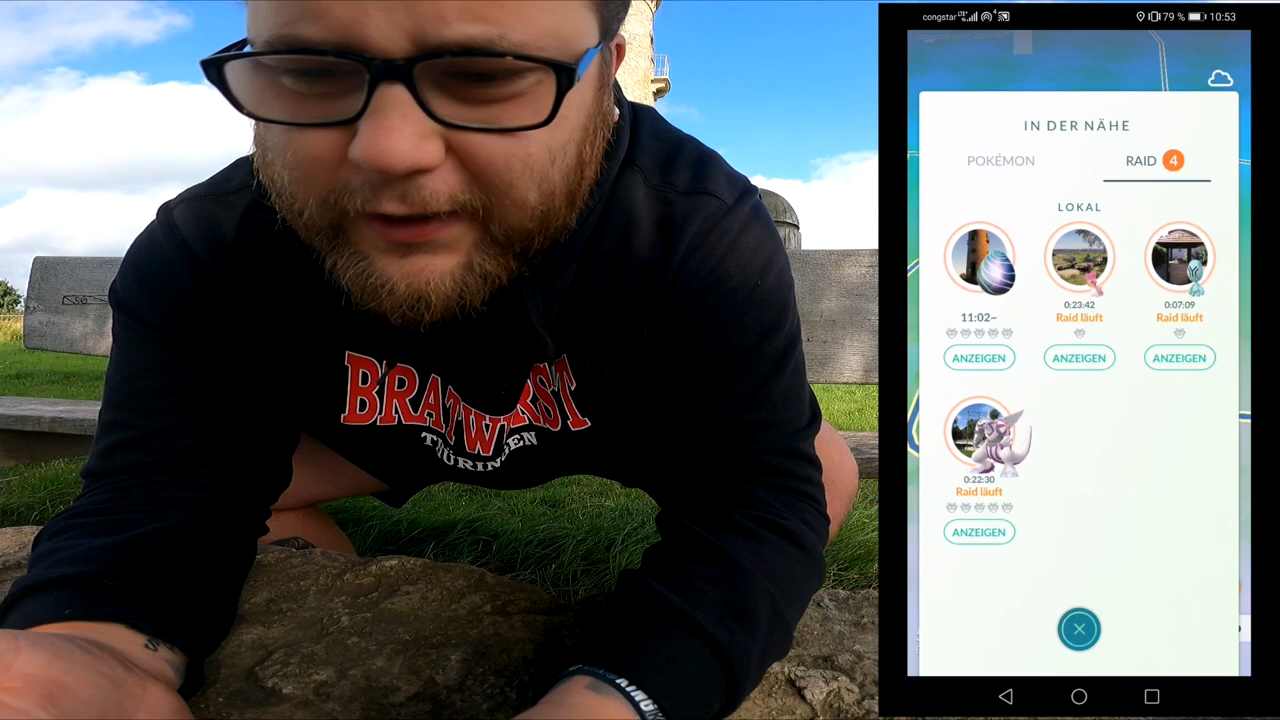 BRATWURST
THÜRINGEN
congstar
79 %
10:53
IN DER NÄHE
POKÉMON
RAID 4
LOKAL
11:02~
ANZEIGEN
0:23:42
Raid läuft
ANZEIGEN
0:07:09
Raid läuft
ANZEIGEN
0:22:30
Raid läuft
ANZEIGEN